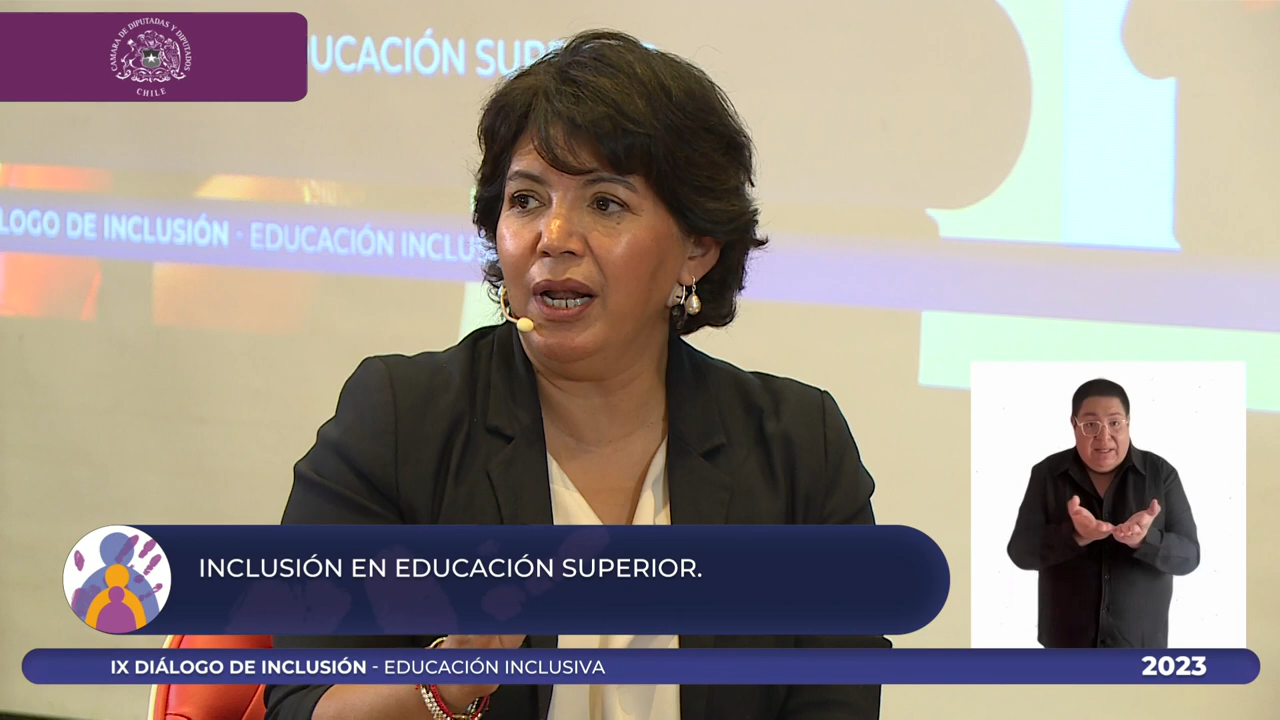 CÁMARA DE DIPUTADAS Y DIPUTADOS
CHILE
EDUCACIÓN SUPE
LOGO DE INCLUSIÓN - EDUCACIÓN INCLUS
INCLUSIÓN EN EDUCACIÓN SUPERIOR.
IX DIÁLOGO DE INCLUSIÓN - EDUCACIÓN INCLUSIVA
2023